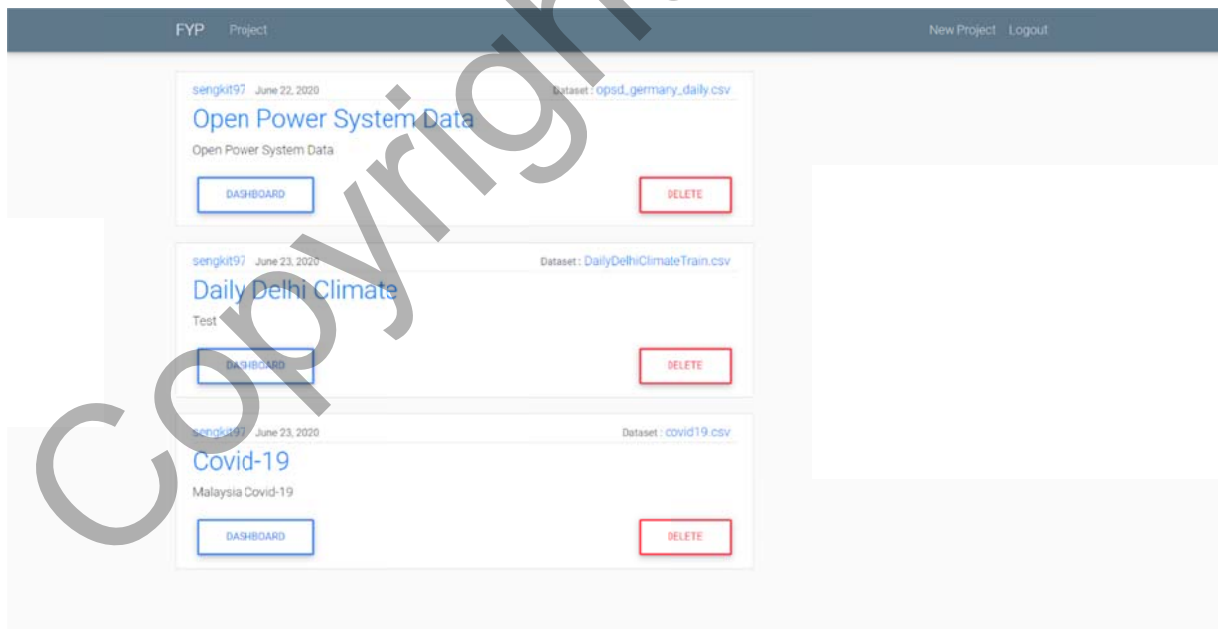 FYP Project New Project Logout
sengkit97 June 22, 2020 Dataset : opsd_germany_daily.csv
Open Power System Data
Open Power System Data
DASHBOARD DELETE
sengkit97 June 23, 2020 Dataset : DailyDelhiClimateTrain.csv
Daily Delhi Climate
Test
DASHBOARD DELETE
sengkit97 June 23, 2020 Dataset : covid19.csv
Covid-19
Malaysia Covid-19
DASHBOARD DELETE
Copyrigh